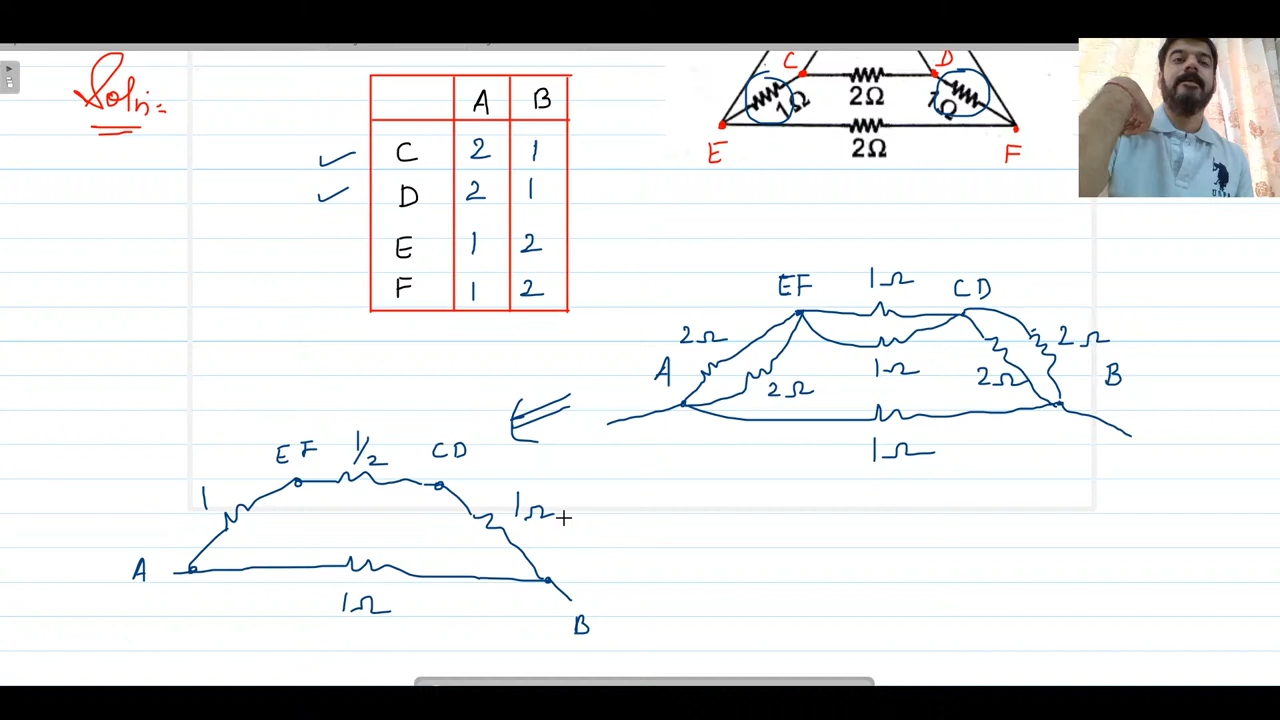 Soln:-
A B
C 2 1
D 2 1
E 1 2
F 1 2
C D
1Ω 2Ω 1Ω
E 2Ω F
EF 1Ω CD
2Ω 2Ω
A 2Ω 1Ω 2Ω B
1Ω
EF 1/2 CD
1 1Ω
A
1Ω
B